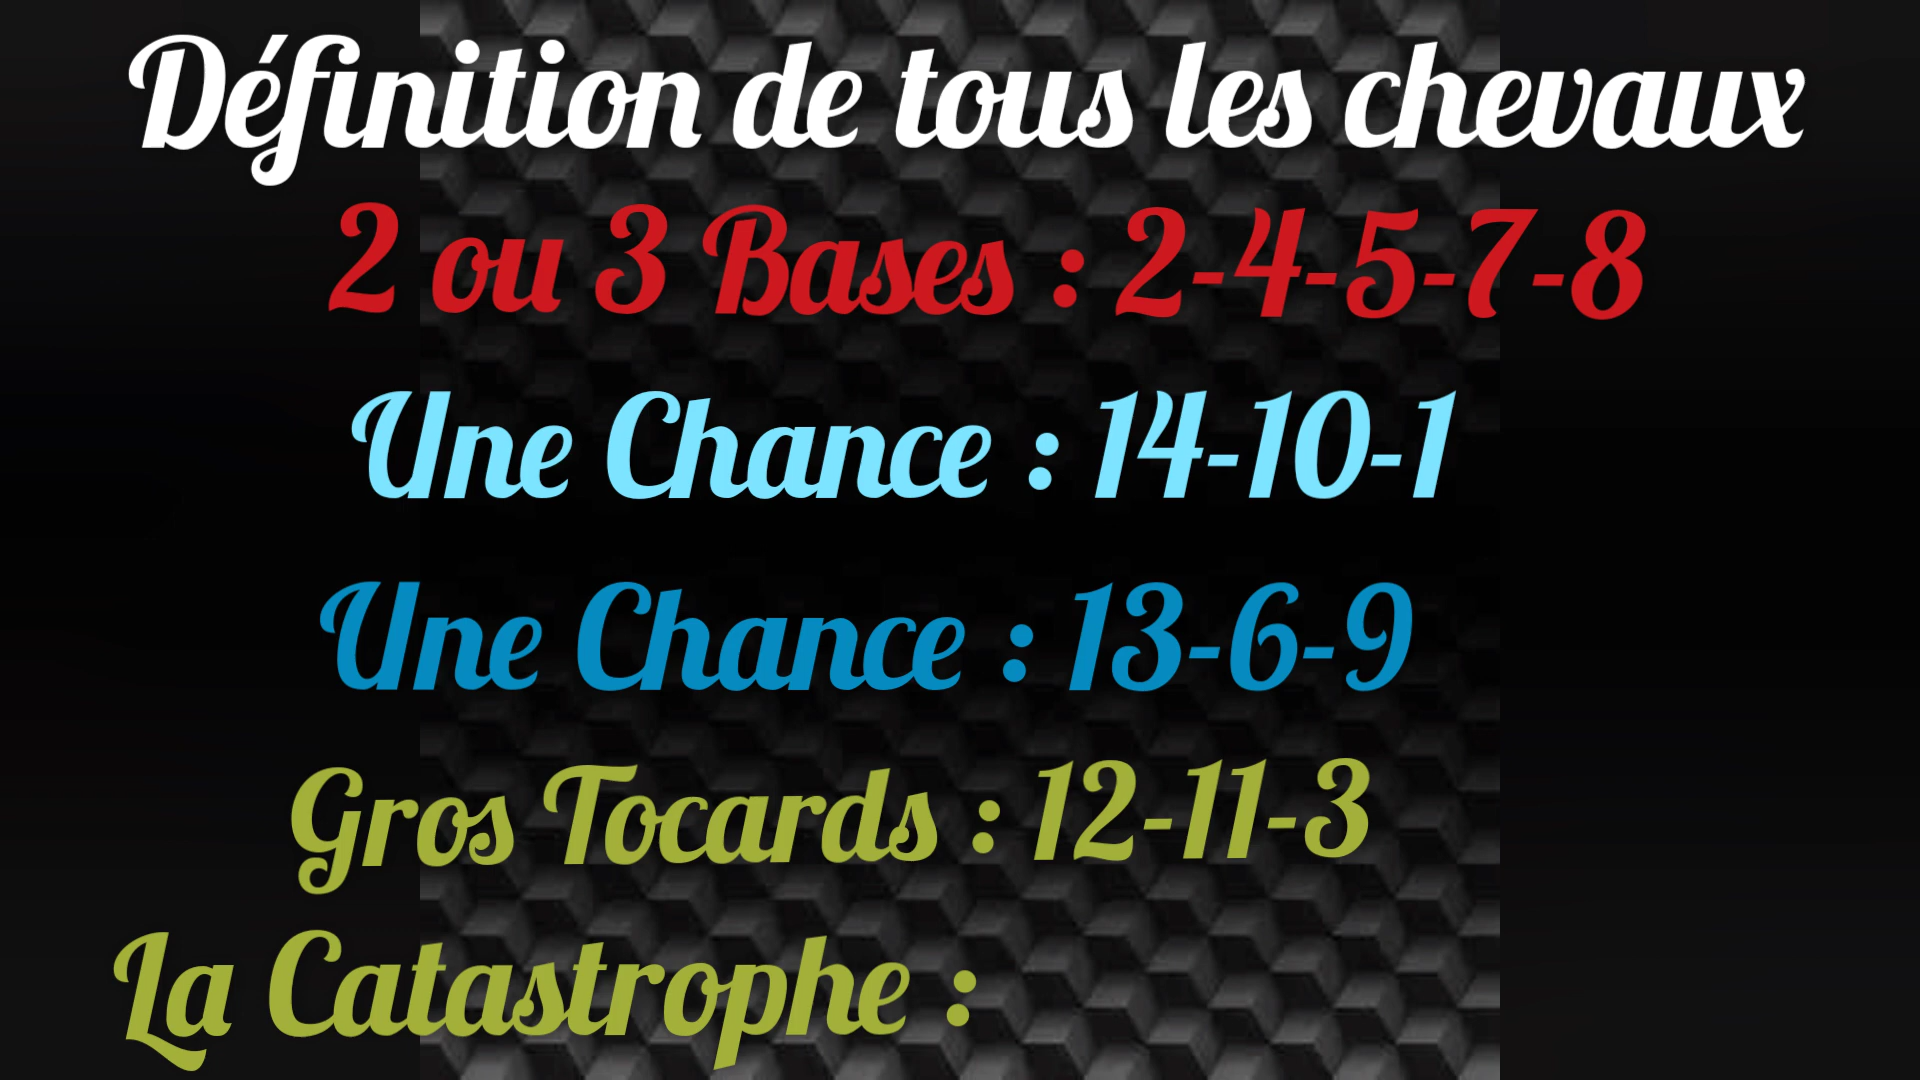 Définition de tous les chevaux
2 ou 3 Bases : 2-4-5-7-8
Une Chance : 14-10-1
Une Chance : 13-6-9
Gros Tocards : 12-11-3
La Catastrophe :